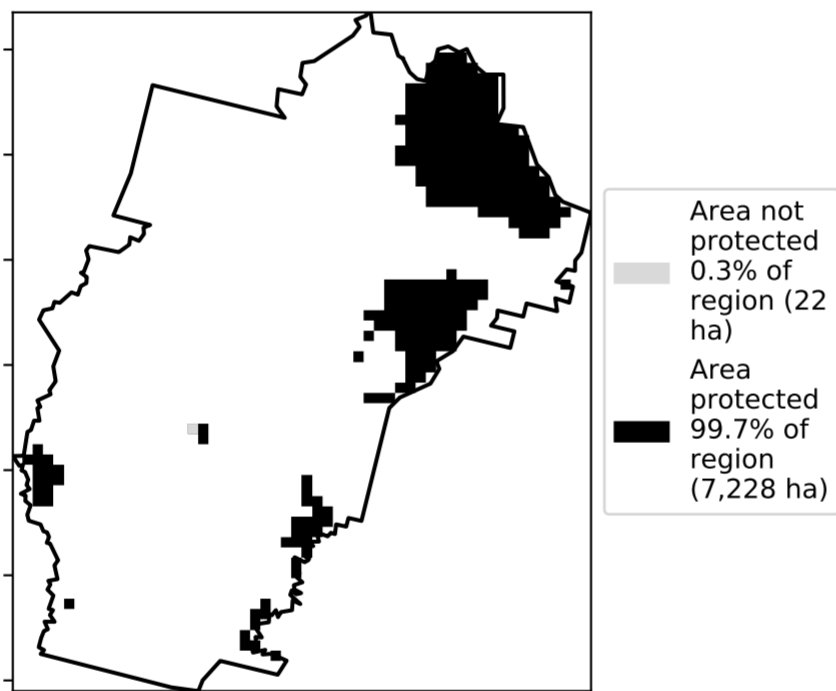 Area not
protected
0.3% of
region (22
ha)
Area
protected
99.7% of
region
(7,228 ha)